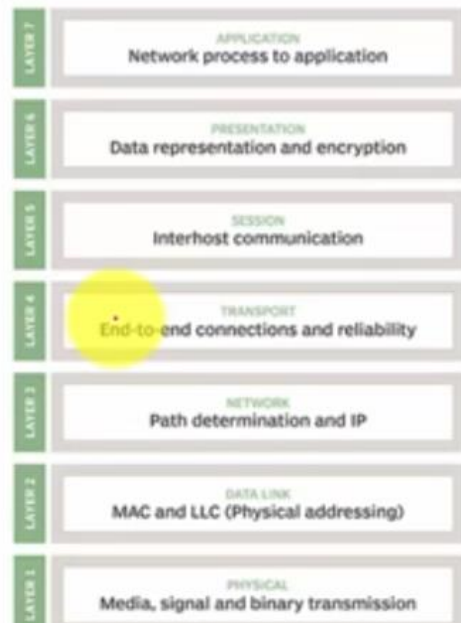 LAYER 7
APPLICATION
Network process to application
LAYER 6
PRESENTATION
Data representation and encryption
LAYER 5
SESSION
Interhost communication
LAYER 4
TRANSPORT
End-to-end connections and reliability
LAYER 3
NETWORK
Path determination and IP
LAYER 2
DATA LINK
MAC and LLC (Physical addressing)
LAYER 1
PHYSICAL
Media, signal and binary transmission